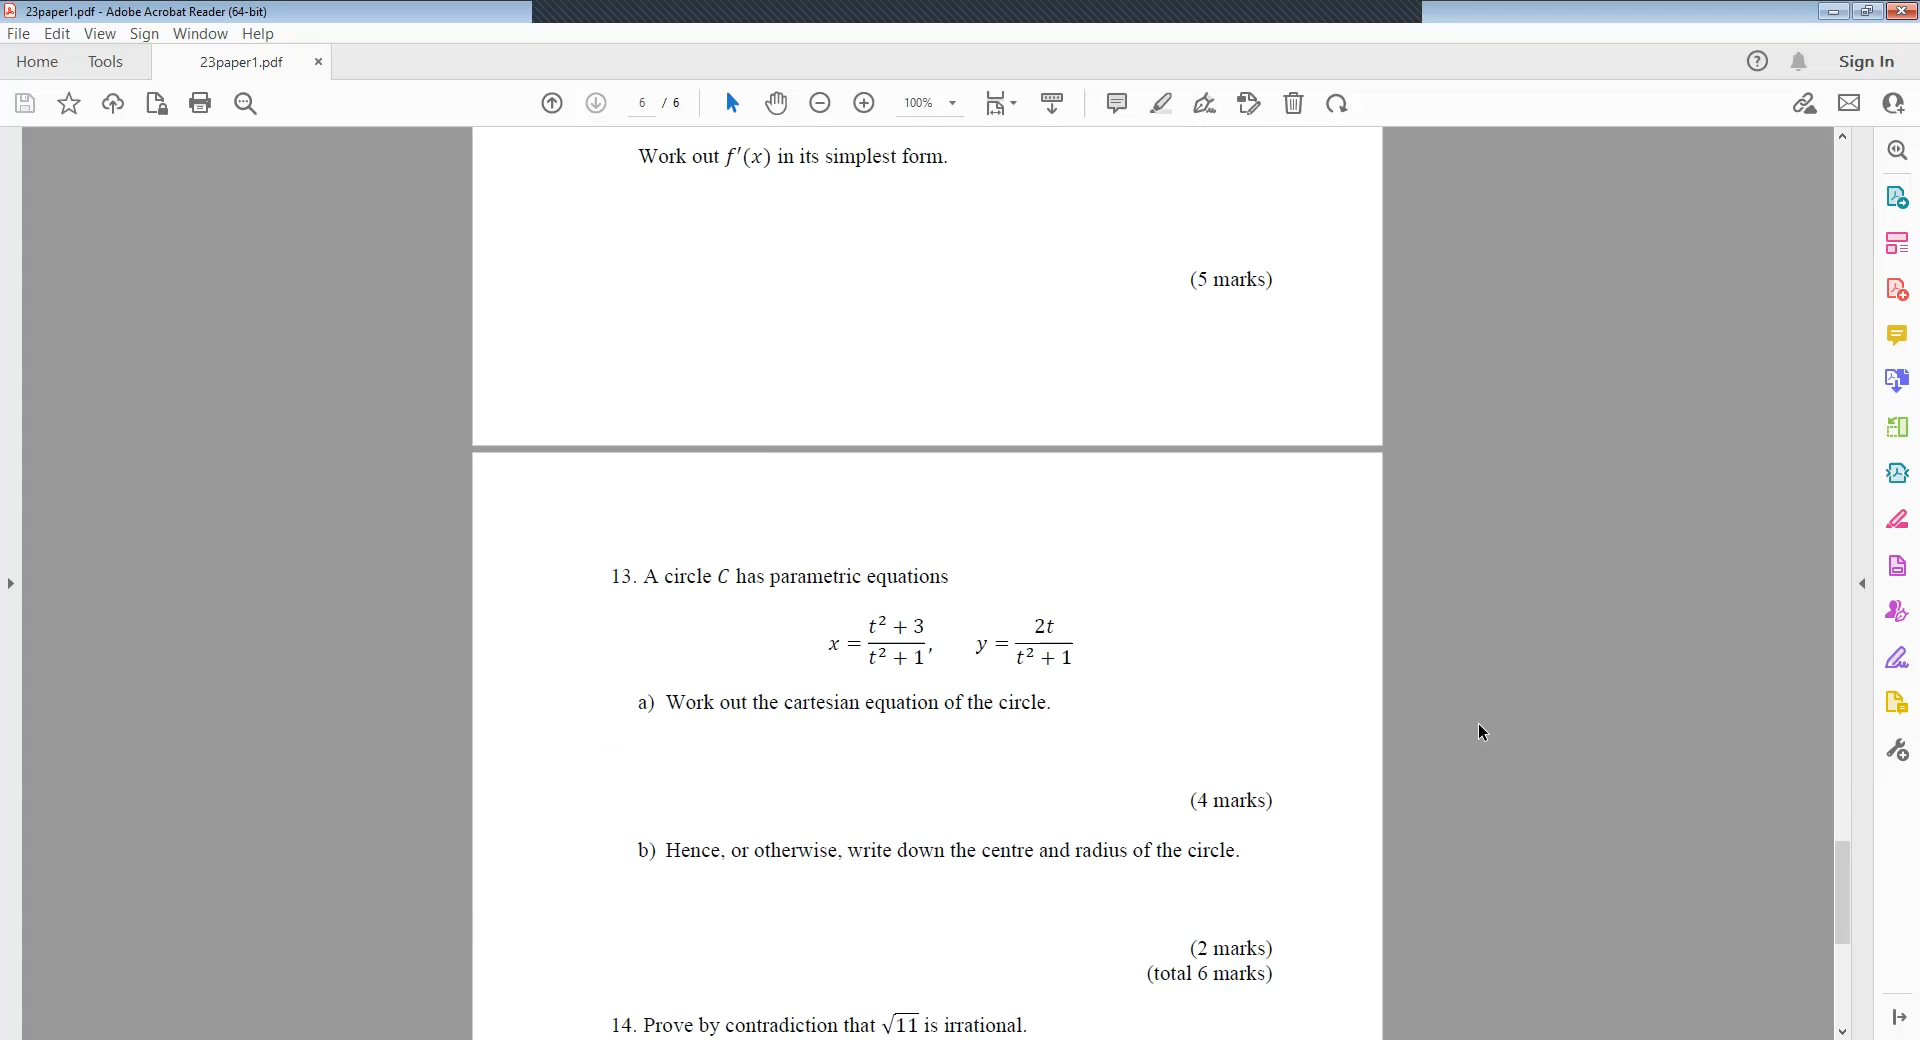 23paper1.pdf - Adobe Acrobat Reader (64-bit)
File Edit View Sign Window Help
Home Tools 23paper1.pdf × Sign In
6 / 6 100%
Work out f′(x) in its simplest form.
(5 marks)
13. A circle C has parametric equations
x = (t² + 3)/(t² + 1), y = 2t/(t² + 1)
a) Work out the cartesian equation of the circle.
(4 marks)
b) Hence, or otherwise, write down the centre and radius of the circle.
(2 marks)
(total 6 marks)
14. Prove by contradiction that √11 is irrational.